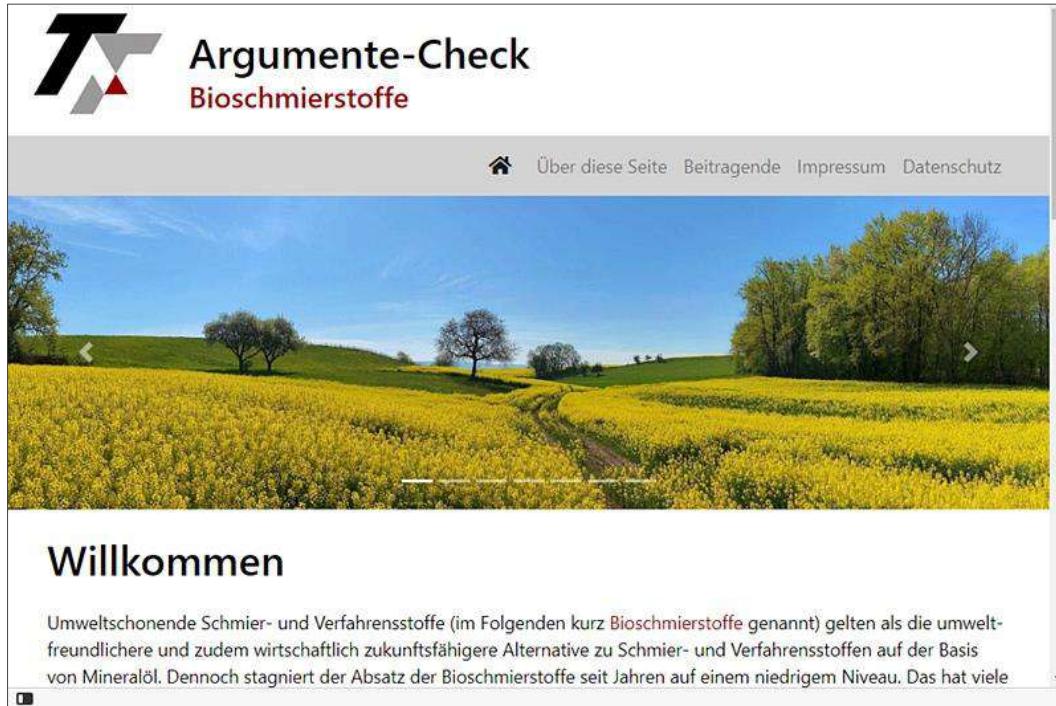 Argumente-Check
Bioschmierstoffe
Über diese Seite Beitragende Impressum Datenschutz
Willkommen
Umweltschonende Schmier- und Verfahrensstoffe (im Folgenden kurz Bioschmierstoffe genannt) gelten als die umwelt-
freundlichere und zudem wirtschaftlich zukunftsfähigere Alternative zu Schmier- und Verfahrensstoffen auf der Basis
von Mineralöl. Dennoch stagniert der Absatz der Bioschmierstoffe seit Jahren auf einem niedrigem Niveau. Das hat viele